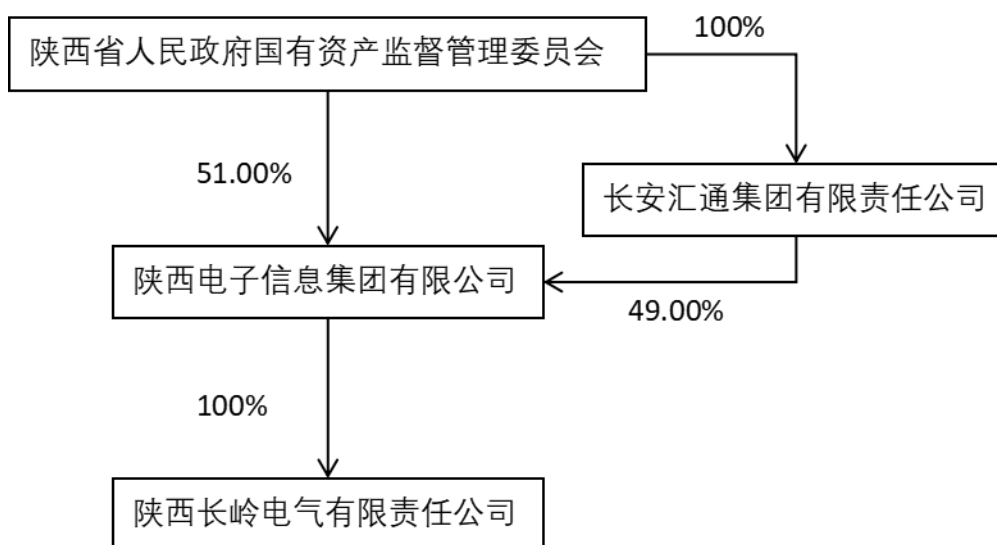 100%
陕西省人民政府国有资产监督管理委员会
51.00%
长安汇通集团有限责任公司
陕西电子信息集团有限公司
49.00%
100%
陕西长岭电气有限责任公司